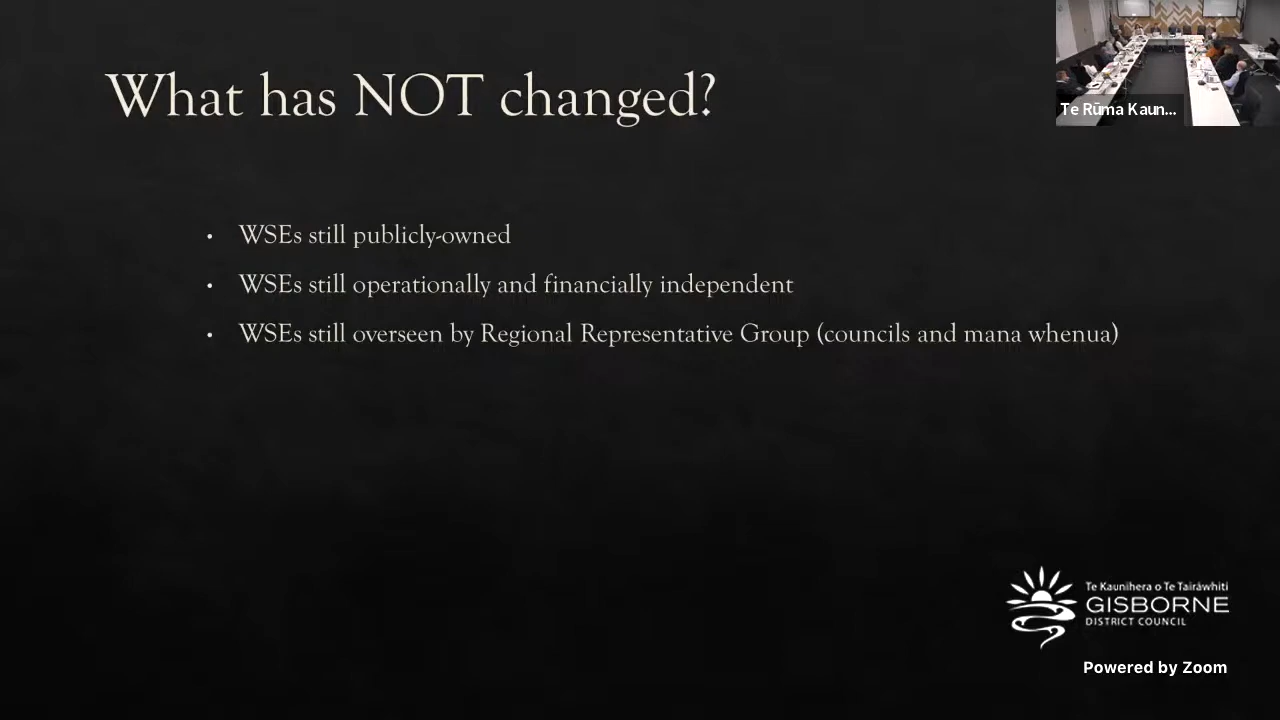 What has NOT changed?
Te Rūma Kaun...
• WSEs still publicly-owned
• WSEs still operationally and financially independent
• WSEs still overseen by Regional Representative Group (councils and mana whenua)
Te Kaunihera o Te Tairāwhiti
GISBORNE
DISTRICT COUNCIL
Powered by Zoom